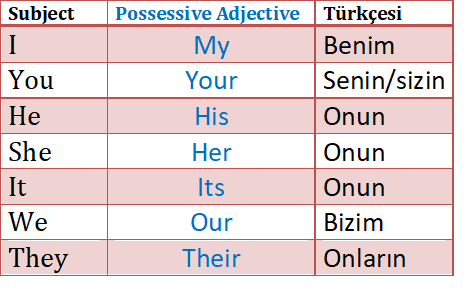 Subject Possessive Adjective Türkçesi
I My Benim
You Your Senin/sizin
He His Onun
She Her Onun
It Its Onun
We Our Bizim
They Their Onların